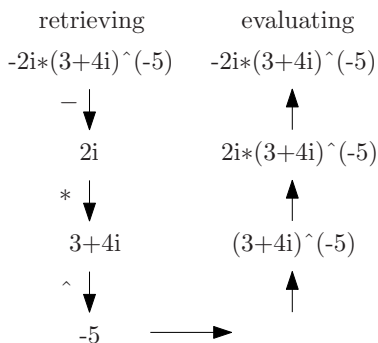 retrieving evaluating
-2i*(3+4i)^(-5) -2i*(3+4i)^(-5)
−
2i 2i*(3+4i)^(-5)
*
3+4i (3+4i)^(-5)
^
-5